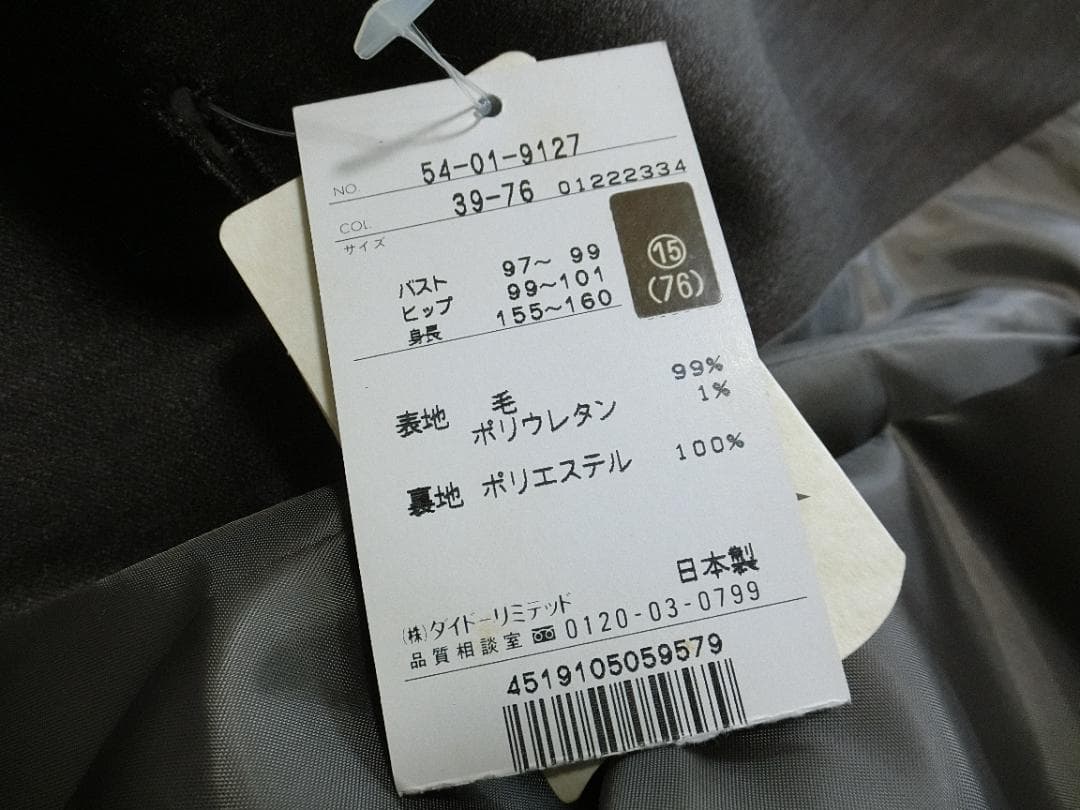 NO. 54-01-9127
COL. 39-76 01222334
サイズ
⑮
(76)
バスト 97~ 99
ヒップ 99~101
身長 155~160
表地 毛 99%
ポリウレタン 1%
裏地 ポリエステル 100%
日本製
(株)ダイドーリミテッド
品質相談室 0120-03-0799
4519105059579